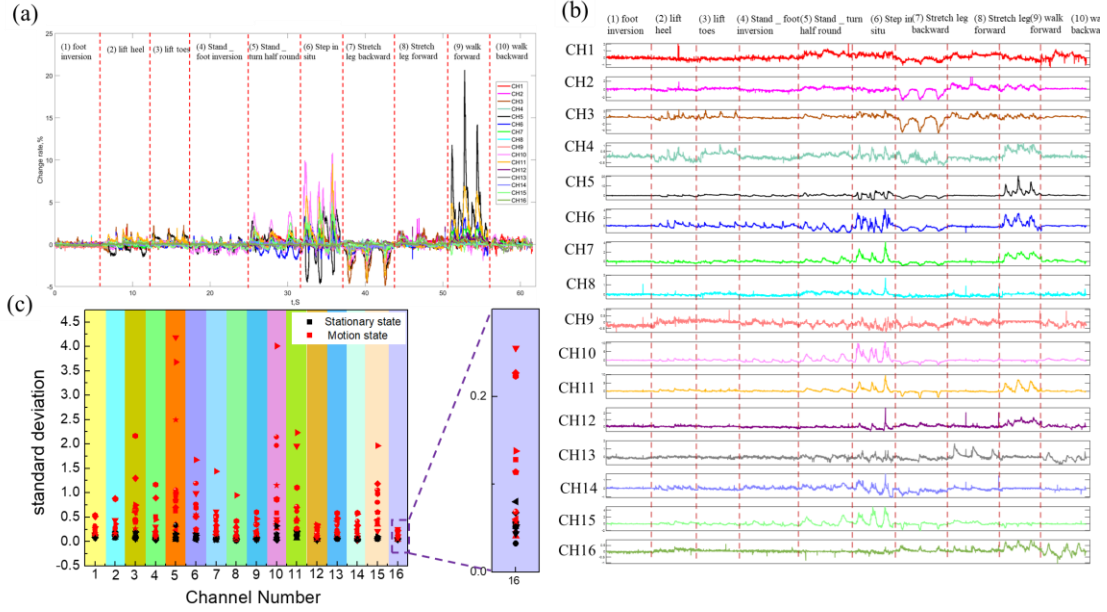 (a)
(1) foot inversion
(2) lift heel
(3) lift toes
(4) Stand _ foot inversion
(5) Stand _ turn half round
(6) Step in situ
(7) Stretch leg backward
(8) Stretch leg forward
(9) walk forward
(10) walk backward
25
20
15
10
5
0
-5
Change rate,%
0
10
20
30
40
50
60
t,S
CH1
CH2
CH3
CH4
CH5
CH6
CH7
CH8
CH9
CH10
CH11
CH12
CH13
CH14
CH15
CH16
(b)
(1) foot inversion
(2) lift heel
(3) lift toes
(4) Stand _ foot inversion
(5) Stand _ turn half round
(6) Step in situ
(7) Stretch leg backward
(8) Stretch leg forward
(9) walk forward
(10) walk backwa
CH1
CH2
CH3
CH4
CH5
CH6
CH7
CH8
CH9
CH10
CH11
CH12
CH13
CH14
CH15
CH16
(c)
4.5
4.0
3.5
3.0
2.5
2.0
1.5
1.0
0.5
0.0
-0.5
standard deviation
Stationary state
Motion state
1 2 3 4 5 6 7 8 9 10 11 12 13 14 15 16
Channel Number
0.2
0.0
16